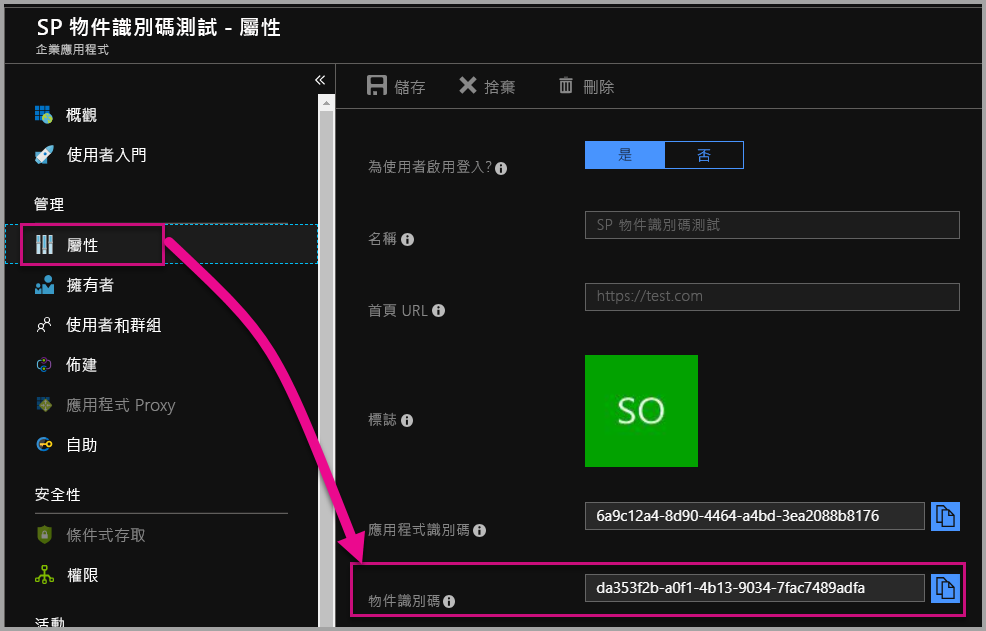 SP 物件識別碼測試 - 屬性
企業應用程式
«
概觀
使用者入門
管理
屬性
擁有者
使用者和群組
佈建
應用程式 Proxy
自助
安全性
條件式存取
權限
活動
儲存 捨棄 刪除
為使用者啟用登入? 是 否
名稱 SP 物件識別碼測試
首頁 URL https://test.com
標誌 SO
應用程式識別碼 6a9c12a4-8d90-4464-a4bd-3ea2088b8176
物件識別碼 da353f2b-a0f1-4b13-9034-7fac7489adfa